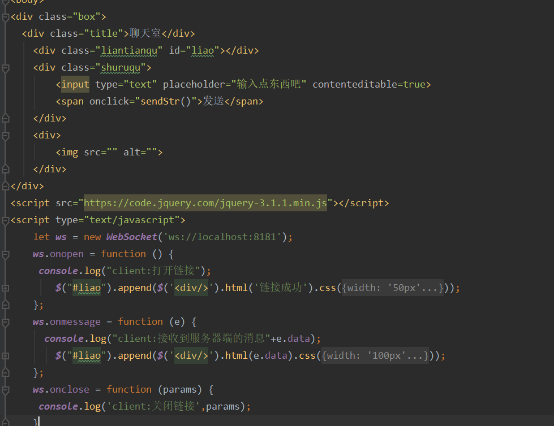 <body>
<div class="box">
<div class="title">聊天室</div>
<div class="liantianqu" id="liao"></div>
<div class="shuruqu">
<input type="text" placeholder="输入点东西吧" contenteditable=true>
<span onclick="sendStr()">发送</span>
</div>
<div>
<img src="" alt="">
</div>
</div>
<script src="https://code.jquery.com/jquery-3.1.1.min.js"></script>
<script type="text/javascript">
let ws = new WebSocket('ws://localhost:8181');
ws.onopen = function () {
console.log("client:打开链接");
$("#liao").append($('<div/>').html('链接成功').css({width: '50px'...}));
};
ws.onmessage = function (e) {
console.log("client:接收到服务器端的消息"+e.data);
$("#liao").append($('<div/>').html(e.data).css({width: '100px'...}));
};
ws.onclose = function (params) {
console.log('client:关闭链接',params);
}